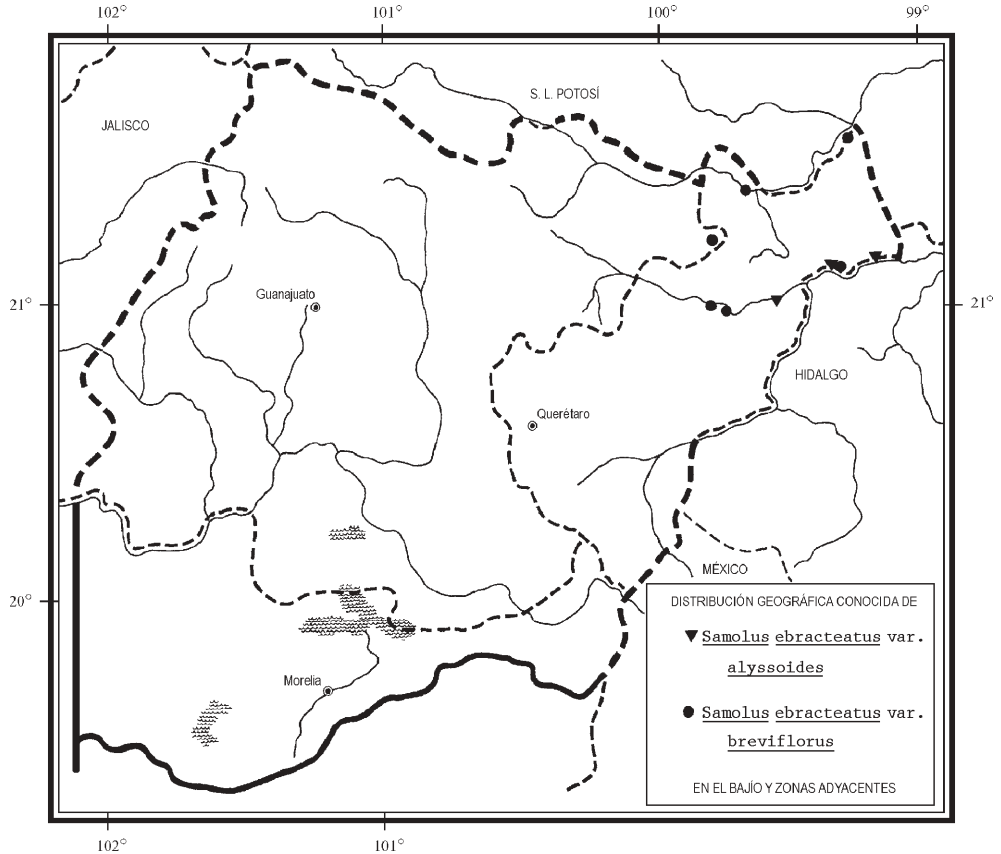 102° 101° 100° 99°
S. L. POTOSÍ
JALISCO
Guanajuato
21° 21°
HIDALGO
Querétaro
MÉXICO
20°
DISTRIBUCIÓN GEOGRÁFICA CONOCIDA DE
Samolus ebracteatus var.
alyssoides
Morelia
Samolus ebracteatus var.
breviflorus
EN EL BAJÍO Y ZONAS ADYACENTES
102° 101°